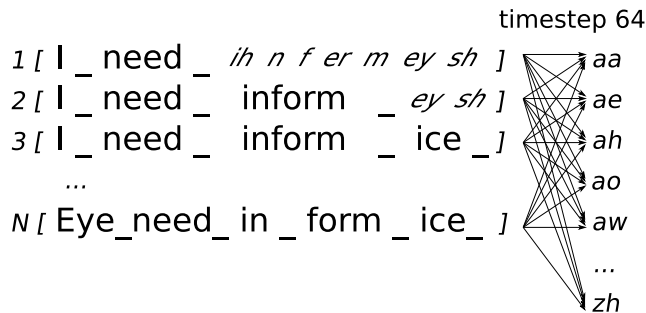 timestep 64
1 [ I _ need _ ih n f er m ey sh ] aa
2 [ I _ need _ inform _ ey sh ] ae
3 [ I _ need _ inform _ ice _ ] ah
... ao
N [ Eye_need_ in _ form _ ice_ ] aw
...
zh